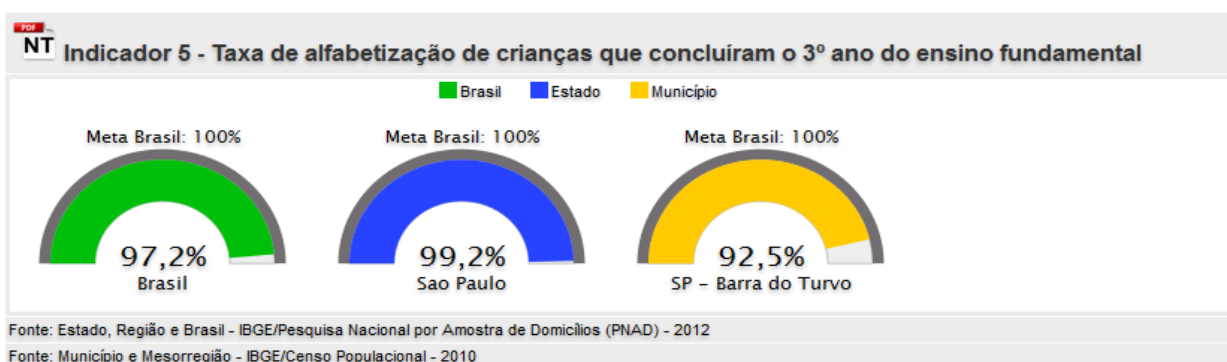 PDF
NT
Indicador 5 - Taxa de alfabetização de crianças que concluíram o 3º ano do ensino fundamental
Brasil Estado Município
Meta Brasil: 100% Meta Brasil: 100% Meta Brasil: 100%
97,2% 99,2% 92,5%
Brasil Sao Paulo SP - Barra do Turvo
Fonte: Estado, Região e Brasil - IBGE/Pesquisa Nacional por Amostra de Domicílios (PNAD) - 2012
Fonte: Município e Mesorregião - IBGE/Censo Populacional - 2010